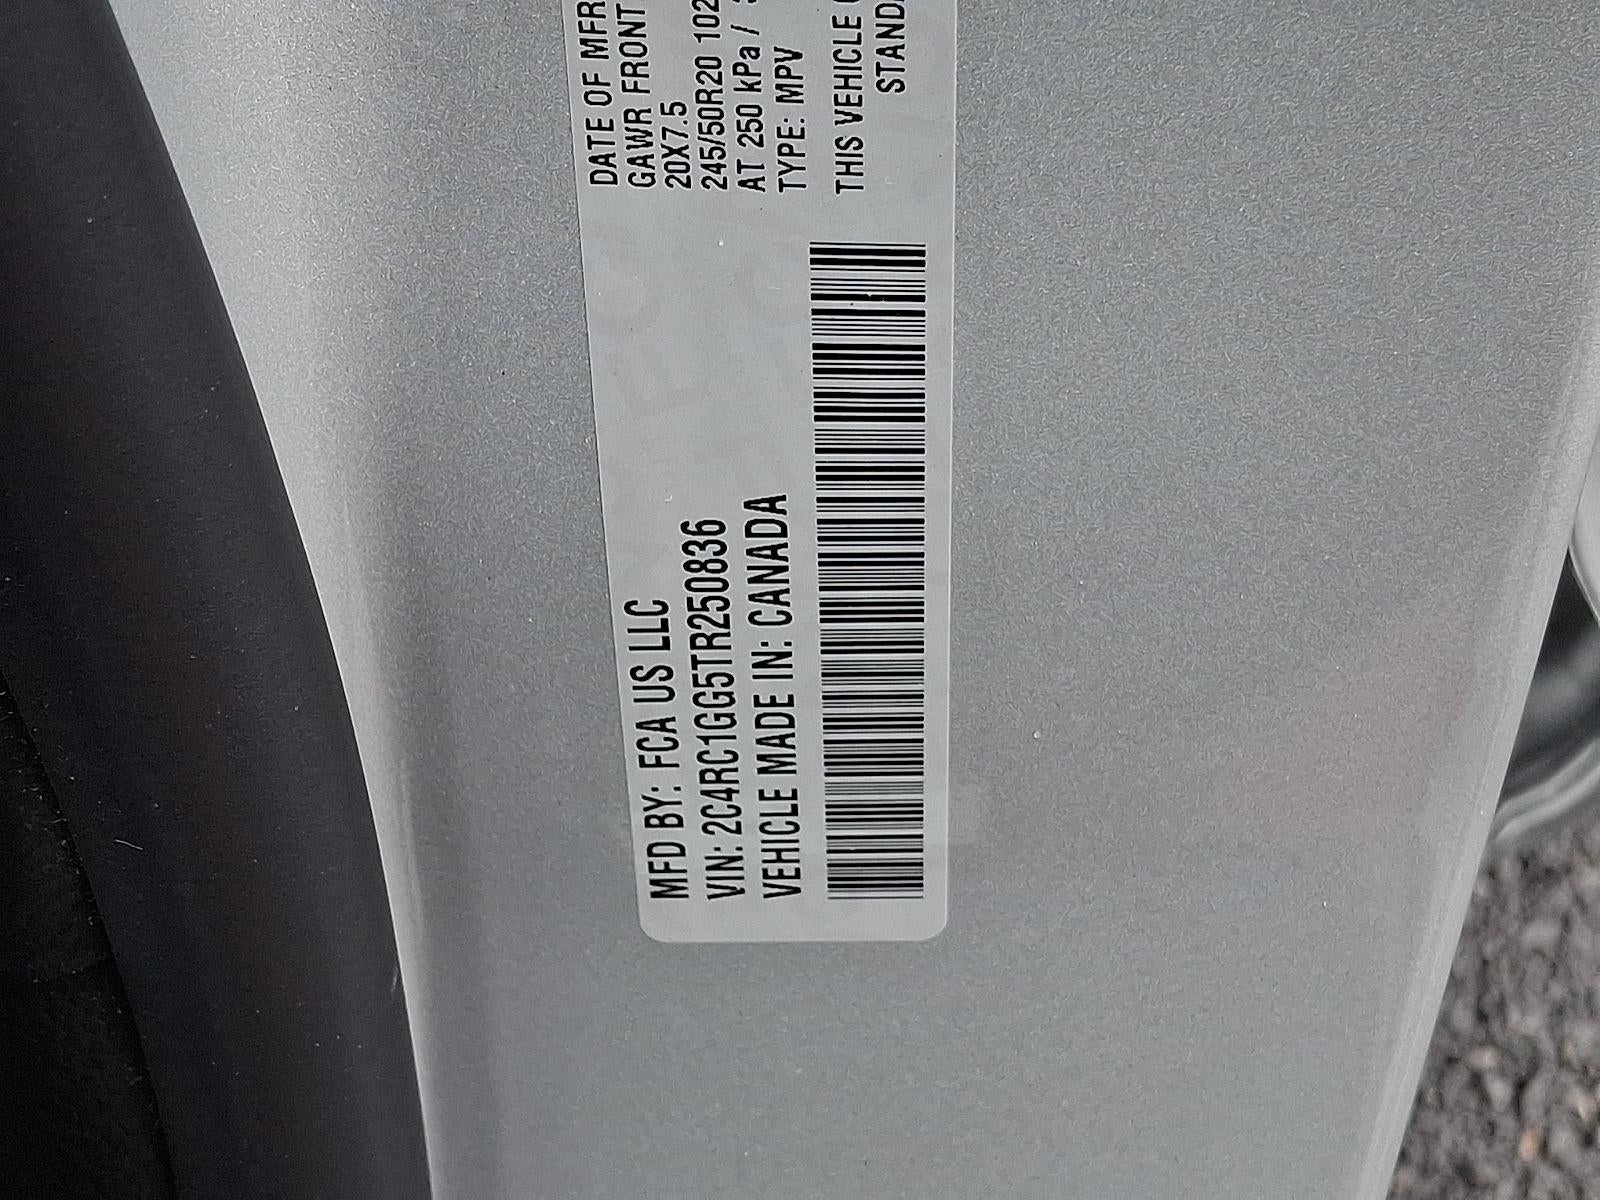 MFD BY: FCA US LLC
VIN: 2C4RC1GG5TR250836
VEHICLE MADE IN: CANADA
DATE OF MFR
GAWR FRONT
20X7.5
245/50R20 102
AT 250 kPa /
TYPE: MPV
THIS VEHICLE